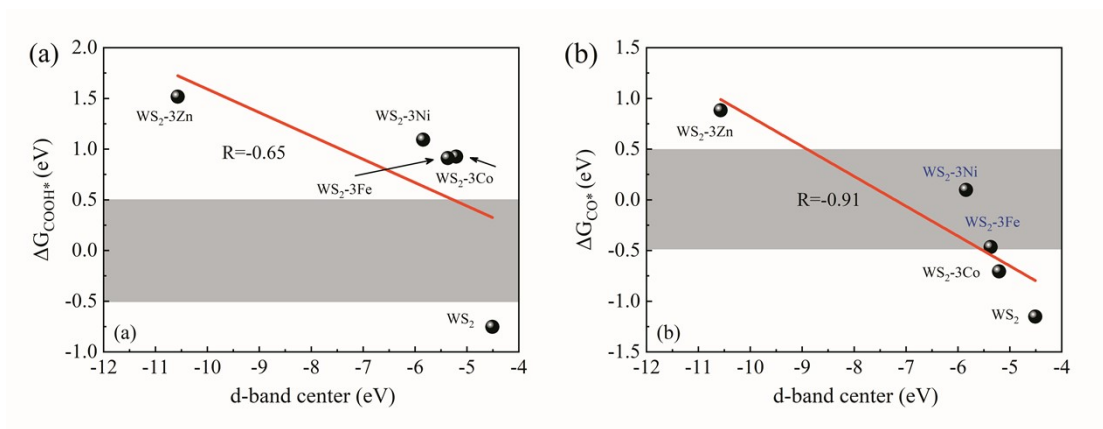 (a)
2.0
1.5
1.0
0.5
0.0
-0.5
-1.0
ΔG_COOH* (eV)
WS₂-3Zn
WS₂-3Ni
R=-0.65
WS₂-3Fe
WS₂-3Co
WS₂
(a)
-12 -11 -10 -9 -8 -7 -6 -5 -4
d-band center (eV)
(b)
1.5
1.0
0.5
0.0
-0.5
-1.0
-1.5
ΔG_CO* (eV)
WS₂-3Zn
WS₂-3Ni
R=-0.91
WS₂-3Fe
WS₂-3Co
WS₂
(b)
-12 -11 -10 -9 -8 -7 -6 -5 -4
d-band center (eV)